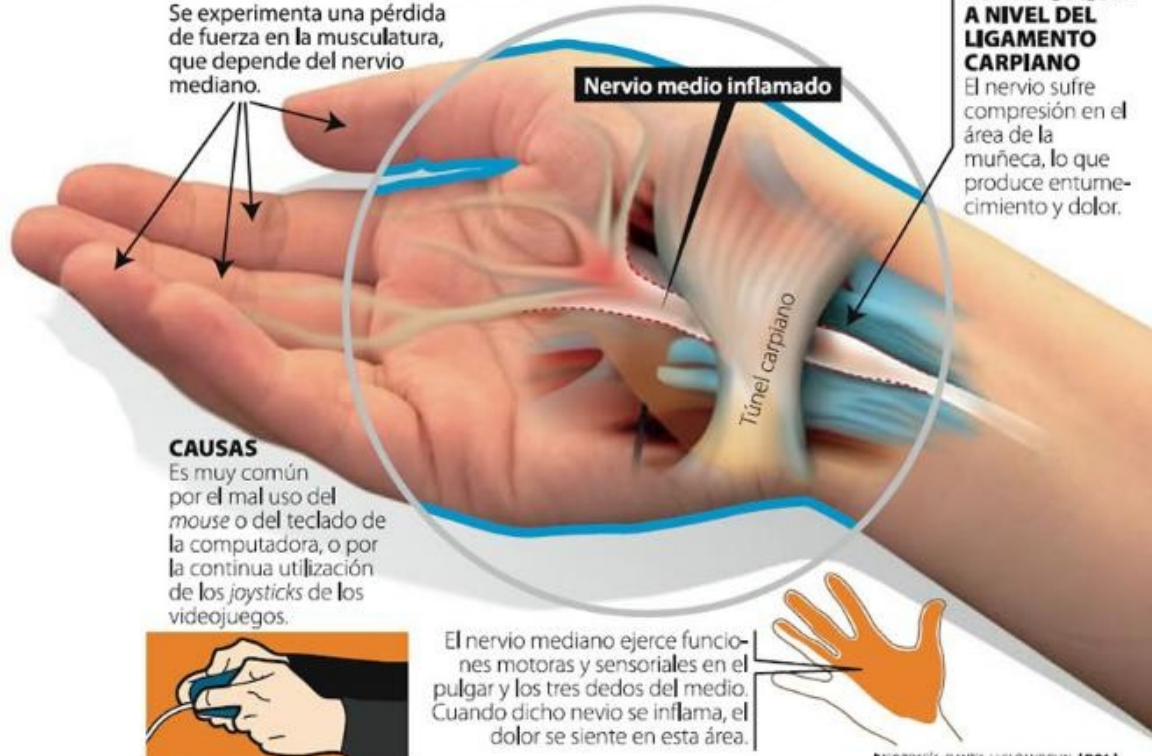 Se experimenta una pérdida
de fuerza en la musculatura,
que depende del nervio
mediano.
Nervio medio inflamado
A NIVEL DEL
LIGAMENTO
CARPIANO
El nervio sufre
compresión en el
área de la
muñeca, lo que
produce entume-
cimiento y dolor.
Túnel carpiano
CAUSAS
Es muy común
por el mal uso del
mouse o del teclado de
la computadora, o por
la continua utilización
de los joysticks de los
videojuegos.
El nervio mediano ejerce funcio-
nes motoras y sensoriales en el
pulgar y los tres dedos del medio.
Cuando dicho nevio se inflama, el
dolor se siente en esta área.